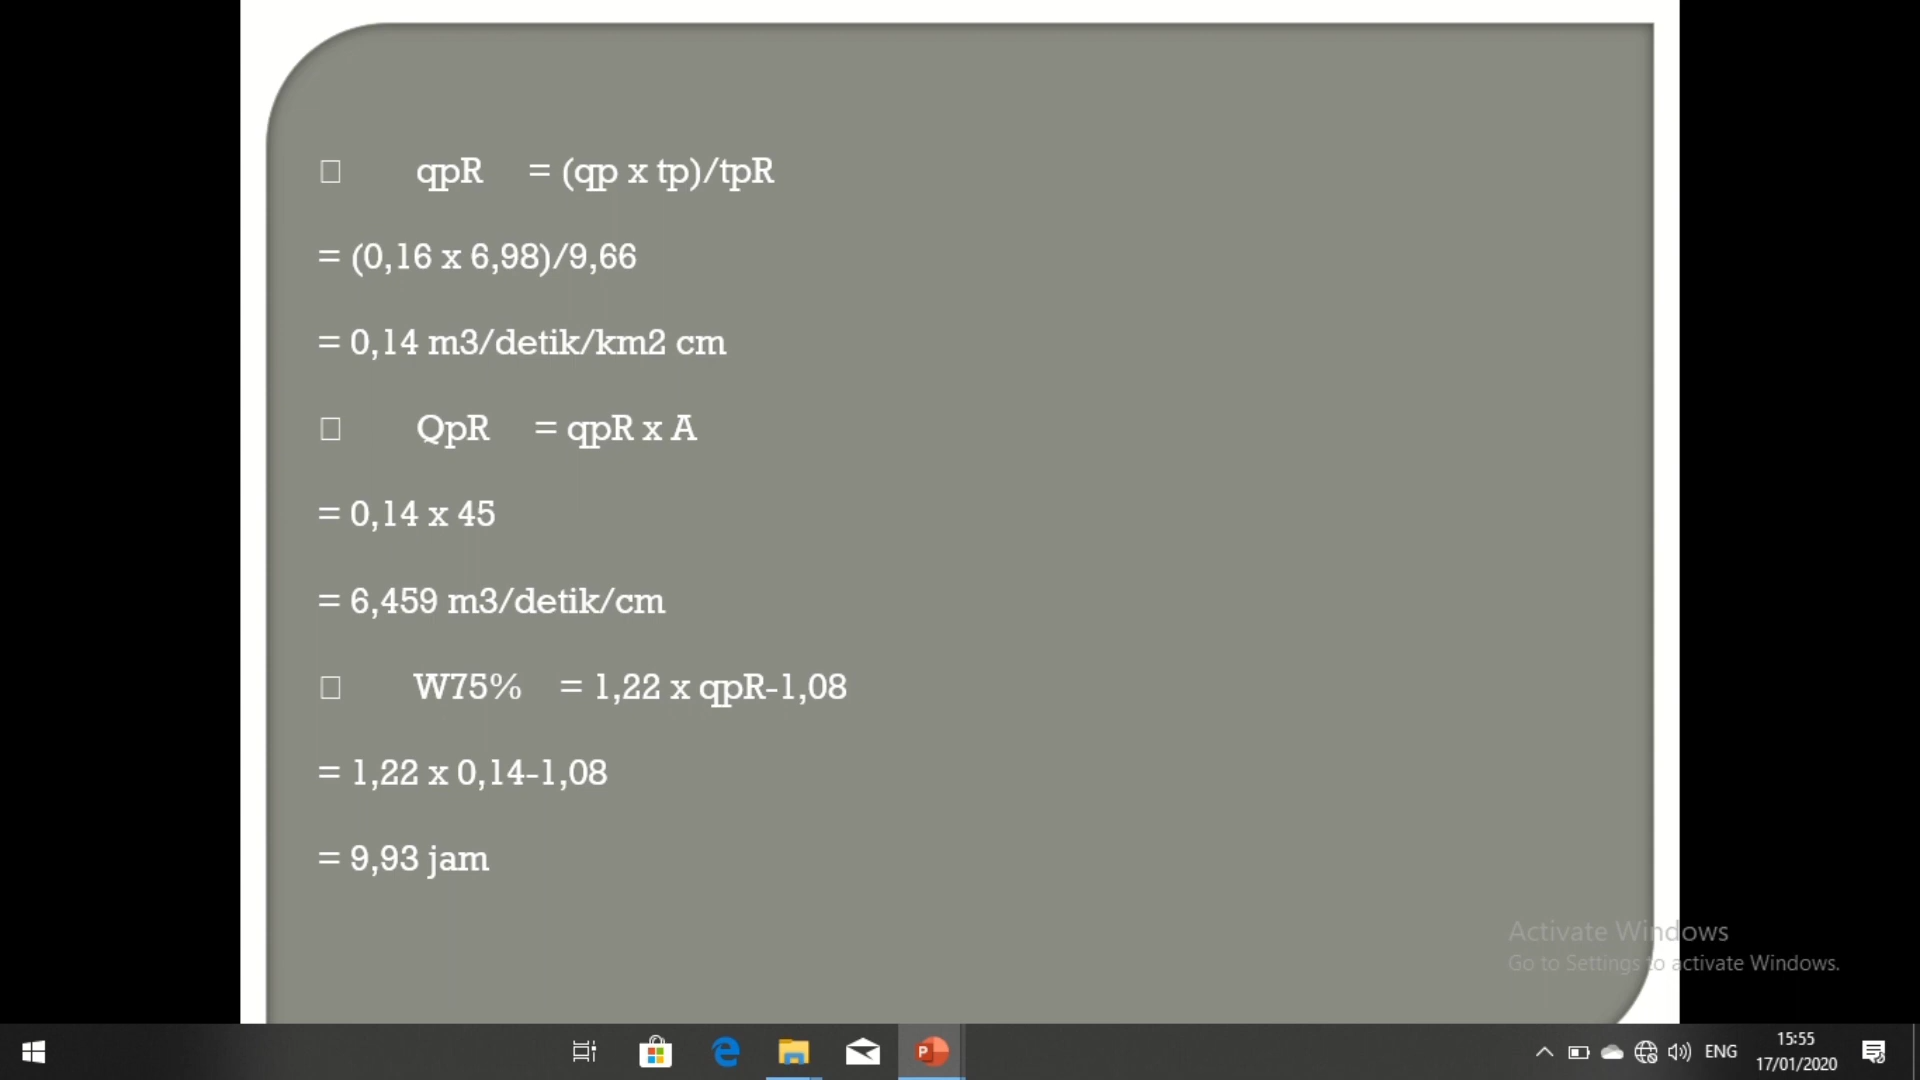 qpR = (qp x tp)/tpR
= (0,16 x 6,98)/9,66
= 0,14 m3/detik/km2 cm
QpR = qpR x A
= 0,14 x 45
= 6,459 m3/detik/cm
W75% = 1,22 x qpR-1,08
= 1,22 x 0,14-1,08
= 9,93 jam
Activate Windows
Go to Settings to activate Windows.
ENG
15:55
17/01/2020